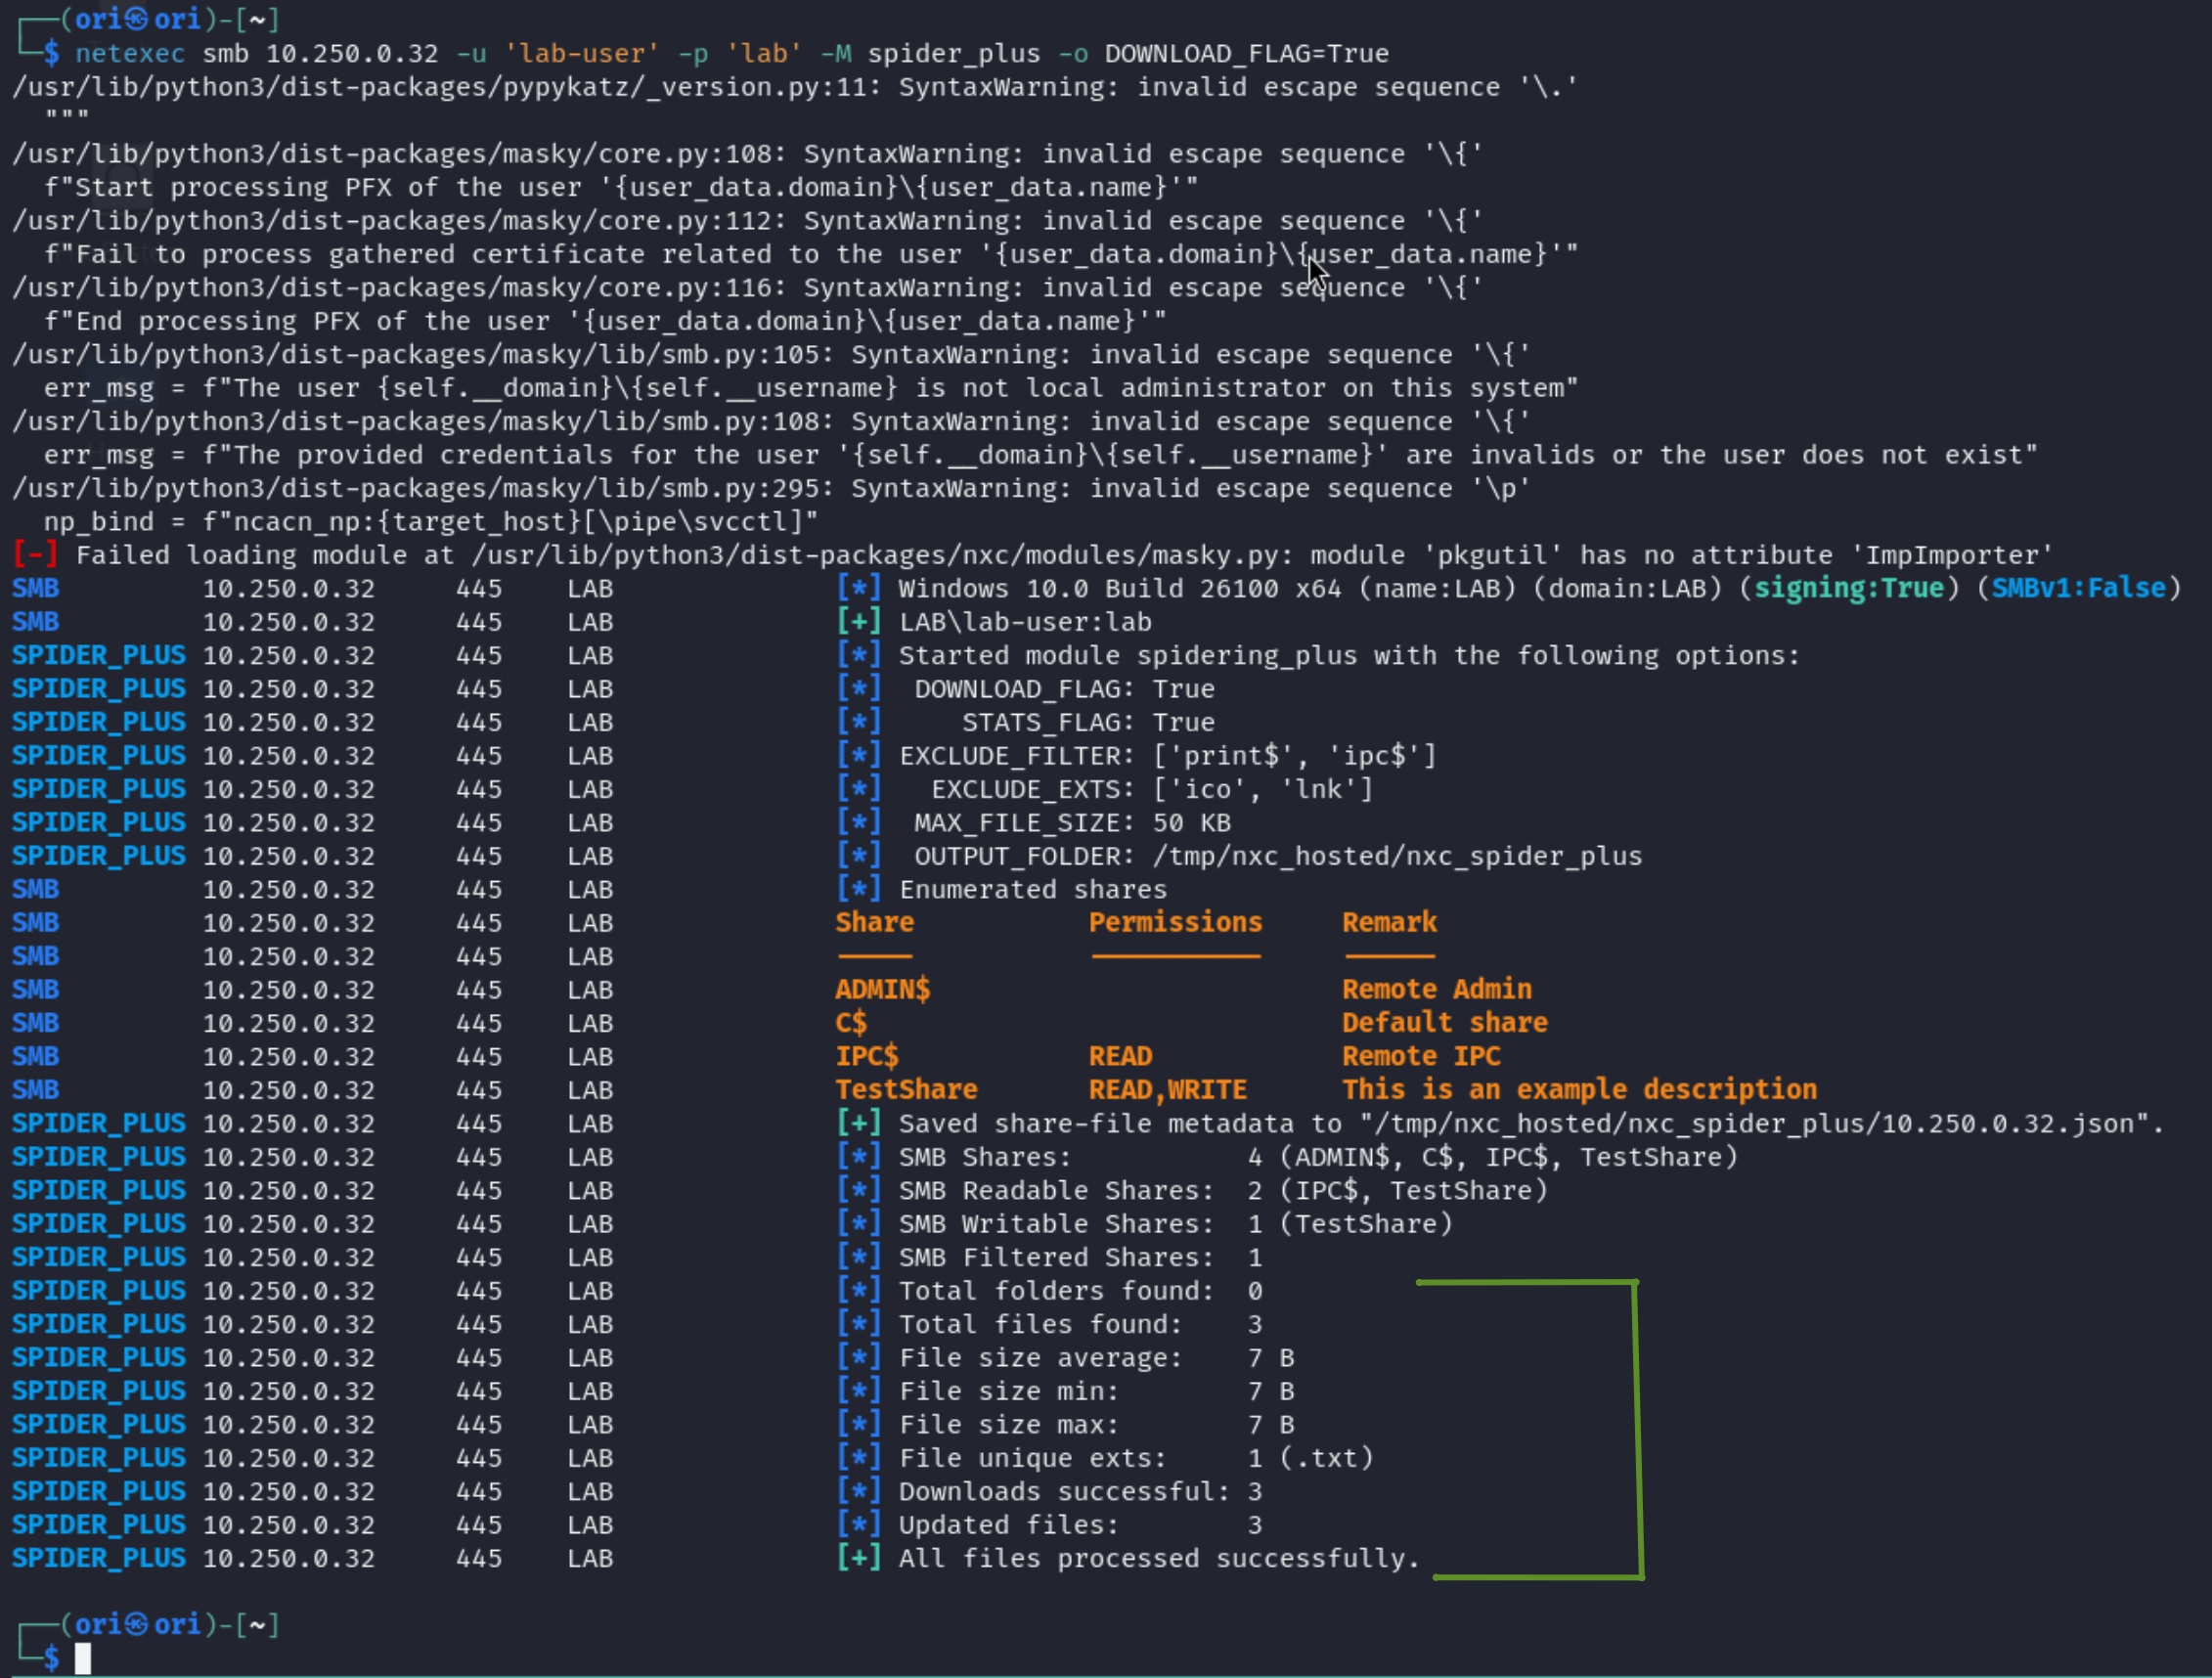 (ori㉿ori)-[~]
$ netexec smb 10.250.0.32 -u 'lab-user' -p 'lab' -M spider_plus -o DOWNLOAD_FLAG=True
/usr/lib/python3/dist-packages/pypykatz/_version.py:11: SyntaxWarning: invalid escape sequence '\.'
"""
/usr/lib/python3/dist-packages/masky/core.py:108: SyntaxWarning: invalid escape sequence '\{'
f"Start processing PFX of the user '{user_data.domain}\{user_data.name}'"
/usr/lib/python3/dist-packages/masky/core.py:112: SyntaxWarning: invalid escape sequence '\{'
f"Fail to process gathered certificate related to the user '{user_data.domain}\{user_data.name}'"
/usr/lib/python3/dist-packages/masky/core.py:116: SyntaxWarning: invalid escape sequence '\{'
f"End processing PFX of the user '{user_data.domain}\{user_data.name}'"
/usr/lib/python3/dist-packages/masky/lib/smb.py:105: SyntaxWarning: invalid escape sequence '\{'
err_msg = f"The user {self.__domain}\{self.__username} is not local administrator on this system"
/usr/lib/python3/dist-packages/masky/lib/smb.py:108: SyntaxWarning: invalid escape sequence '\{'
err_msg = f"The provided credentials for the user '{self.__domain}\{self.__username}' are invalids or the user does not exist"
/usr/lib/python3/dist-packages/masky/lib/smb.py:295: SyntaxWarning: invalid escape sequence '\p'
np_bind = f"ncacn_np:{target_host}[\pipe\svcctl]"
[-] Failed loading module at /usr/lib/python3/dist-packages/nxc/modules/masky.py: module 'pkgutil' has no attribute 'ImpImporter'
SMB 10.250.0.32 445 LAB [*] Windows 10.0 Build 26100 x64 (name:LAB) (domain:LAB) (signing:True) (SMBv1:False)
SMB 10.250.0.32 445 LAB [+] LAB\lab-user:lab
SPIDER_PLUS 10.250.0.32 445 LAB [*] Started module spidering_plus with the following options:
SPIDER_PLUS 10.250.0.32 445 LAB [*] DOWNLOAD_FLAG: True
SPIDER_PLUS 10.250.0.32 445 LAB [*] STATS_FLAG: True
SPIDER_PLUS 10.250.0.32 445 LAB [*] EXCLUDE_FILTER: ['print$', 'ipc$']
SPIDER_PLUS 10.250.0.32 445 LAB [*] EXCLUDE_EXTS: ['ico', 'lnk']
SPIDER_PLUS 10.250.0.32 445 LAB [*] MAX_FILE_SIZE: 50 KB
SPIDER_PLUS 10.250.0.32 445 LAB [*] OUTPUT_FOLDER: /tmp/nxc_hosted/nxc_spider_plus
SMB 10.250.0.32 445 LAB [*] Enumerated shares
SMB 10.250.0.32 445 LAB Share Permissions Remark
SMB 10.250.0.32 445 LAB ----- ----------- ------
SMB 10.250.0.32 445 LAB ADMIN$ Remote Admin
SMB 10.250.0.32 445 LAB C$ Default share
SMB 10.250.0.32 445 LAB IPC$ READ Remote IPC
SMB 10.250.0.32 445 LAB TestShare READ,WRITE This is an example description
SPIDER_PLUS 10.250.0.32 445 LAB [+] Saved share-file metadata to "/tmp/nxc_hosted/nxc_spider_plus/10.250.0.32.json".
SPIDER_PLUS 10.250.0.32 445 LAB [*] SMB Shares: 4 (ADMIN$, C$, IPC$, TestShare)
SPIDER_PLUS 10.250.0.32 445 LAB [*] SMB Readable Shares: 2 (IPC$, TestShare)
SPIDER_PLUS 10.250.0.32 445 LAB [*] SMB Writable Shares: 1 (TestShare)
SPIDER_PLUS 10.250.0.32 445 LAB [*] SMB Filtered Shares: 1
SPIDER_PLUS 10.250.0.32 445 LAB [*] Total folders found: 0
SPIDER_PLUS 10.250.0.32 445 LAB [*] Total files found: 3
SPIDER_PLUS 10.250.0.32 445 LAB [*] File size average: 7 B
SPIDER_PLUS 10.250.0.32 445 LAB [*] File size min: 7 B
SPIDER_PLUS 10.250.0.32 445 LAB [*] File size max: 7 B
SPIDER_PLUS 10.250.0.32 445 LAB [*] File unique exts: 1 (.txt)
SPIDER_PLUS 10.250.0.32 445 LAB [*] Downloads successful: 3
SPIDER_PLUS 10.250.0.32 445 LAB [*] Updated files: 3
SPIDER_PLUS 10.250.0.32 445 LAB [+] All files processed successfully.
(ori㉿ori)-[~]
$